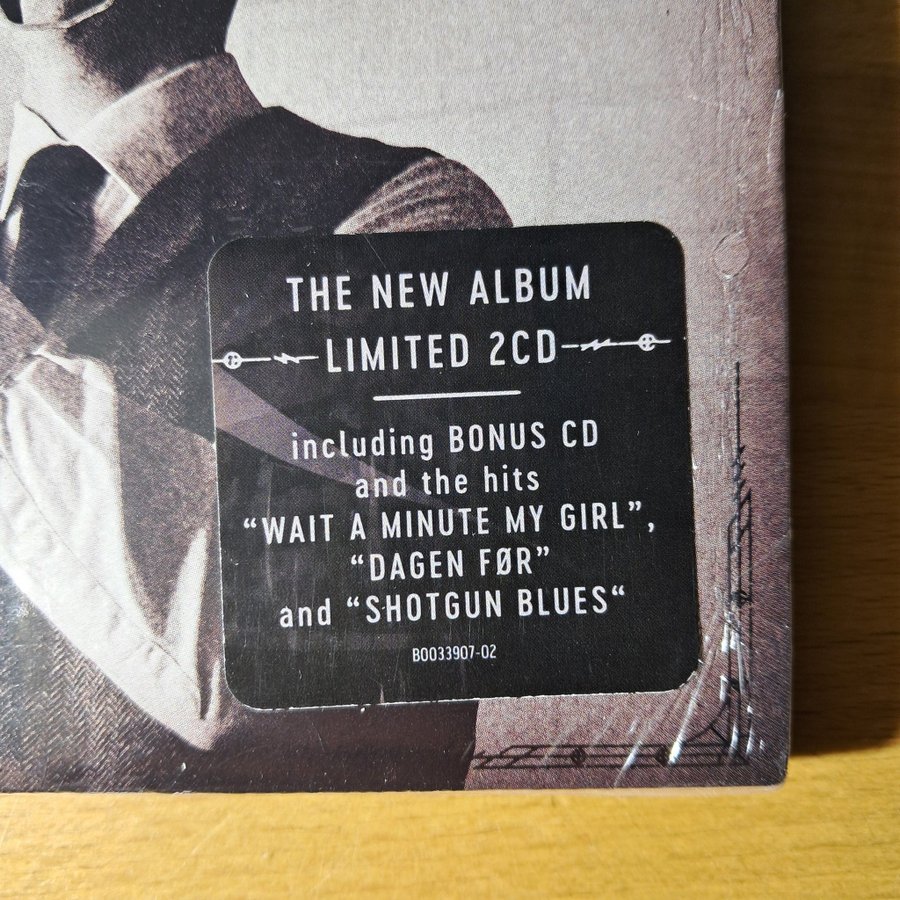 THE NEW ALBUM
LIMITED 2CD
including BONUS CD
and the hits
“WAIT A MINUTE MY GIRL”,
“DAGEN FØR”
and “SHOTGUN BLUES“
B0033907-02